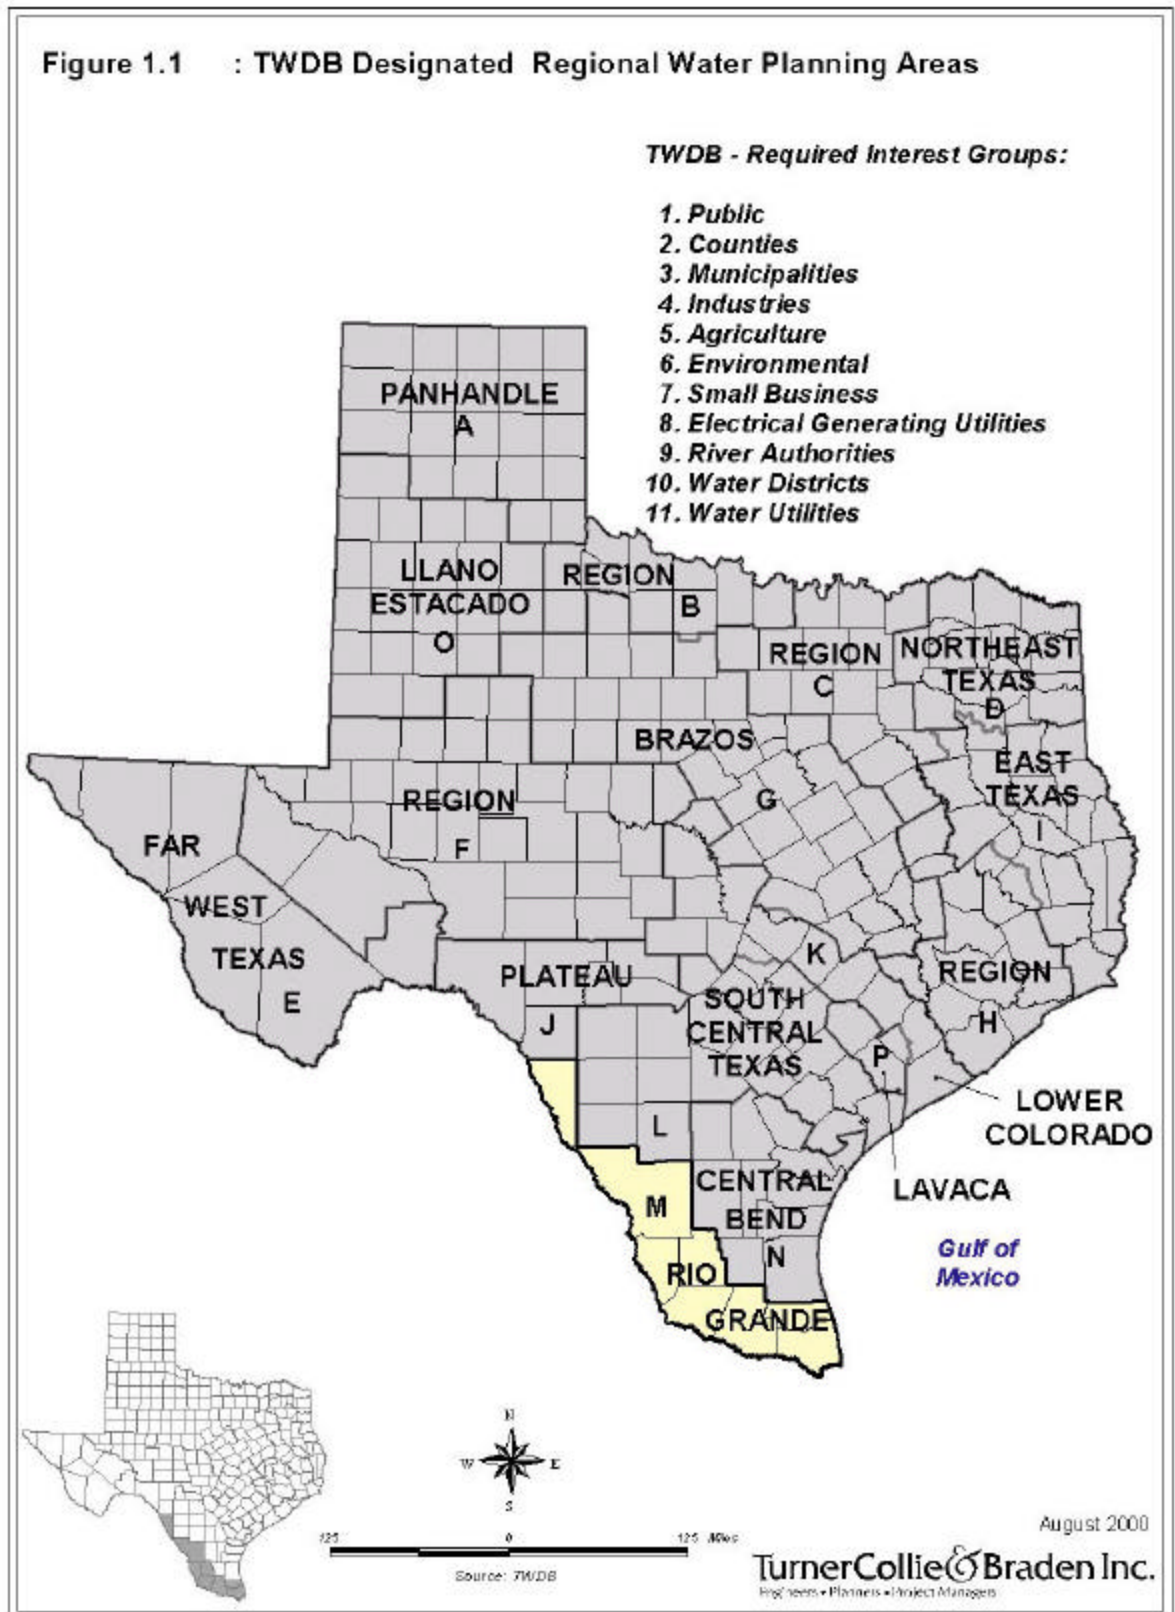 Figure 1.1 : TWDB Designated Regional Water Planning Areas
TWDB - Required Interest Groups:
1. Public
2. Counties
3. Municipalities
4. Industries
5. Agriculture
6. Environmental
7. Small Business
8. Electrical Generating Utilities
9. River Authorities
10. Water Districts
11. Water Utilities
PANHANDLE
A
LLANO
ESTACADO
O
REGION
B
REGION
C
NORTHEAST
TEXAS
D
BRAZOS
G
EAST
TEXAS
I
REGION
F
FAR
WEST
TEXAS
E
PLATEAU
J
K
REGION
H
SOUTH
CENTRAL
TEXAS
L
P
LOWER
COLORADO
LAVACA
CENTRAL
BEND
N
M
RIO
GRANDE
Gulf of
Mexico
N
W E
S
125 0 125 Miles
Source: TWDB
August 2000
TurnerCollie&Braden Inc.
Engineers • Planners • Project Managers